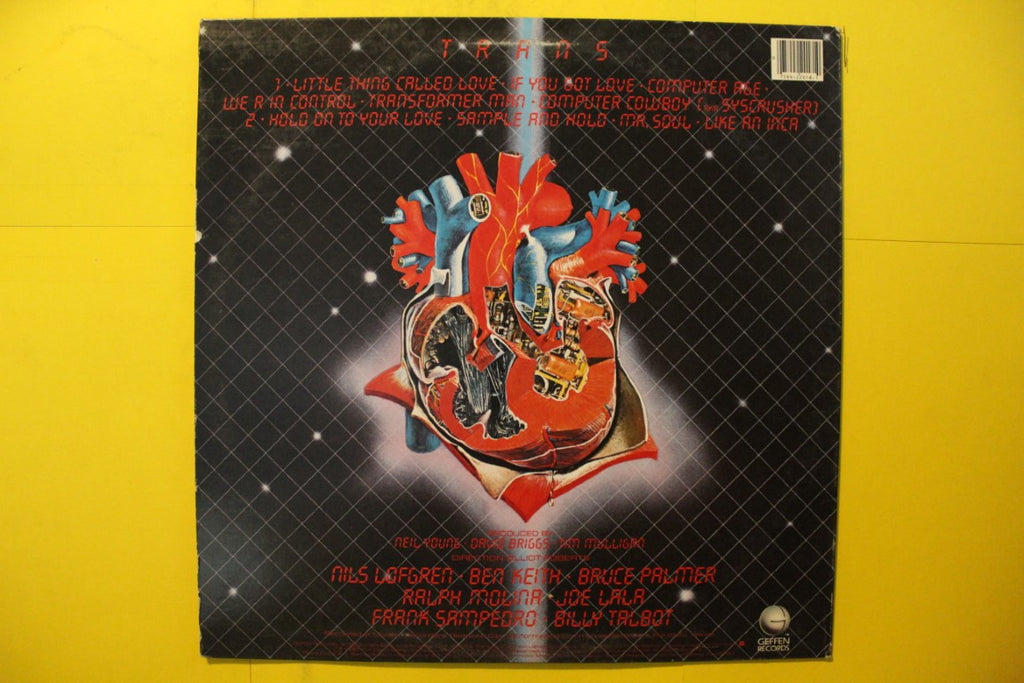 TRANS
1 · LITTLE THING CALLED LOVE · IF YOU GOT LOVE · COMPUTER AGE ·
WE R IN CONTROL · TRANSFORMER MAN · COMPUTER COWBOY ( SYSCRUSHER)
2 · HOLD ON TO YOUR LOVE · SAMPLE AND HOLD · MR. SOUL · LIKE AN INCA
PRODUCED BY
NEIL YOUNG · DAVID BRIGGS · TIM MULLIGAN
DIRECTION: ELLIOT ROBERTS
NILS LOFGREN · BEN KEITH · BRUCE PALMER
RALPH MOLINA · JOE LALA
FRANK SAMPEDRO · BILLY TALBOT
GEFFEN
RECORDS